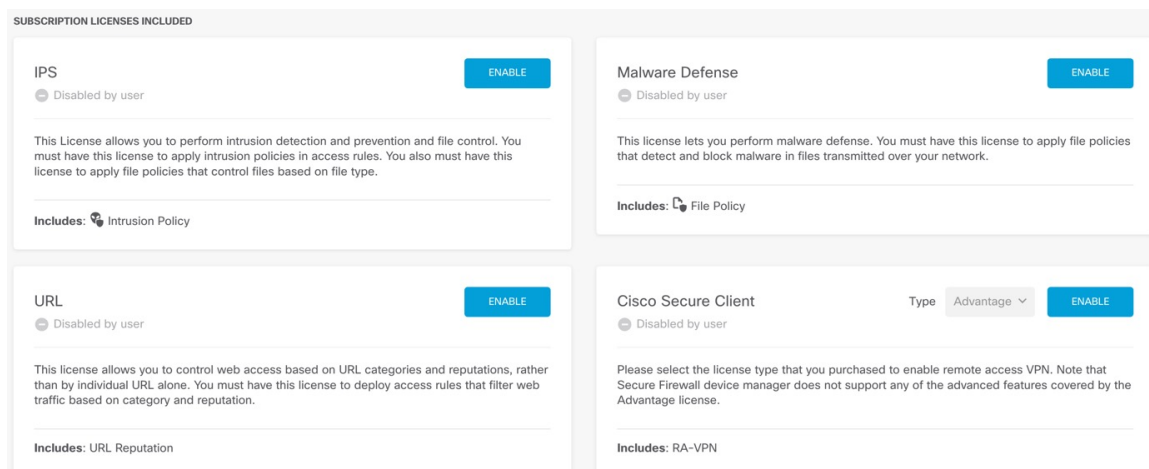 SUBSCRIPTION LICENSES INCLUDED
IPS
ENABLE
Disabled by user
This License allows you to perform intrusion detection and prevention and file control. You
must have this license to apply intrusion policies in access rules. You also must have this
license to apply file policies that control files based on file type.
Includes: Intrusion Policy
Malware Defense
ENABLE
Disabled by user
This license lets you perform malware defense. You must have this license to apply file policies
that detect and block malware in files transmitted over your network.
Includes: File Policy
URL
ENABLE
Disabled by user
This license allows you to control web access based on URL categories and reputations, rather
than by individual URL alone. You must have this license to deploy access rules that filter web
traffic based on category and reputation.
Includes: URL Reputation
Cisco Secure Client
Type Advantage
ENABLE
Disabled by user
Please select the license type that you purchased to enable remote access VPN. Note that
Secure Firewall device manager does not support any of the advanced features covered by the
Advantage license.
Includes: RA-VPN